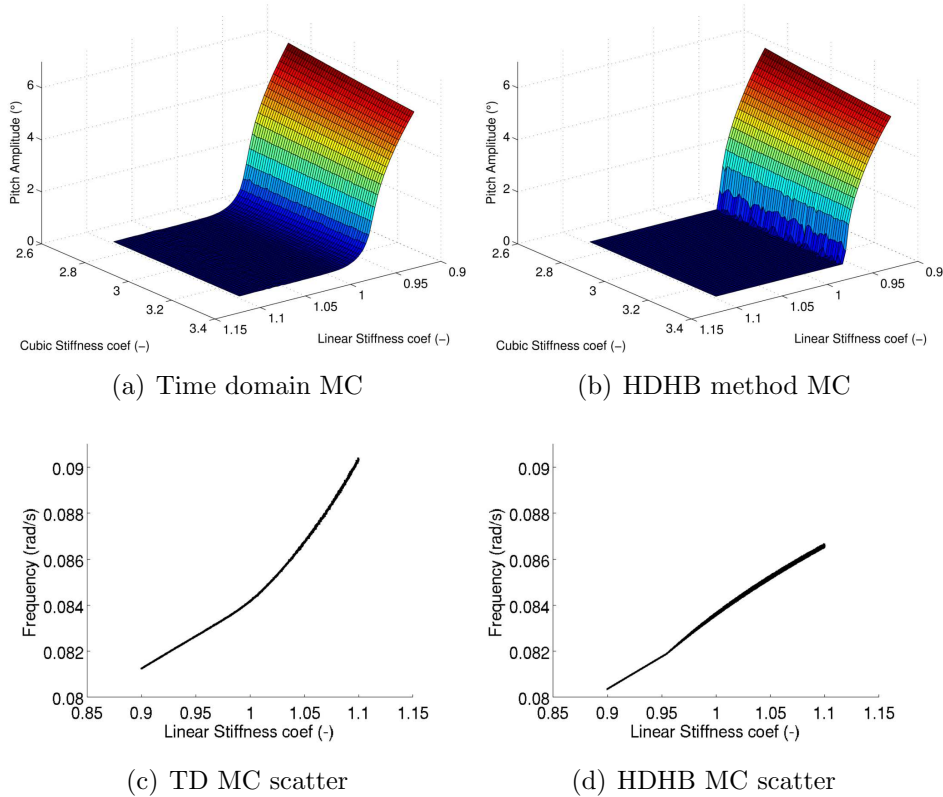 6
4
2
0
Pitch Amplitude (°)
2.6
2.8
3
3.2
3.4
Cubic Stiffness coef (−)
1.15
1.1
1.05
1
0.95
0.9
Linear Stiffness coef (−)
(a) Time domain MC
6
4
2
0
Pitch Amplitude (°)
2.6
2.8
3
3.2
3.4
Cubic Stiffness coef (−)
1.15
1.1
1.05
1
0.95
0.9
Linear Stiffness coef (−)
(b) HDHB method MC
0.09
0.088
0.086
0.084
0.082
0.08
Frequency (rad/s)
0.85 0.9 0.95 1 1.05 1.1 1.15
Linear Stiffness coef (-)
(c) TD MC scatter
0.09
0.088
0.086
0.084
0.082
0.08
Frequency (rad/s)
0.85 0.9 0.95 1 1.05 1.1 1.15
Linear Stiffness coef (-)
(d) HDHB MC scatter